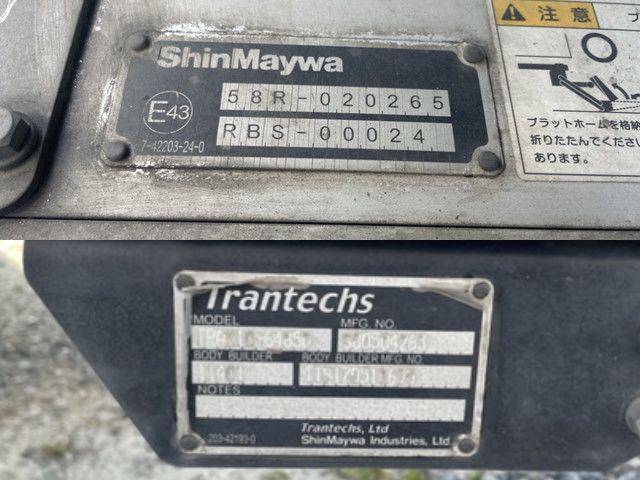 ShinMaywa
E43
58R-020265
RBS-00024
7-42203-24-0
注意
プラットホームを格納
折りたたんでください
あります。
Trantechs
MODEL
MFG. NO.
BODY BUILDER
BODY BUILDER MFG NO.
NOTES
203-42193-0
Trantechs, Ltd
ShinMaywa Industries, Ltd